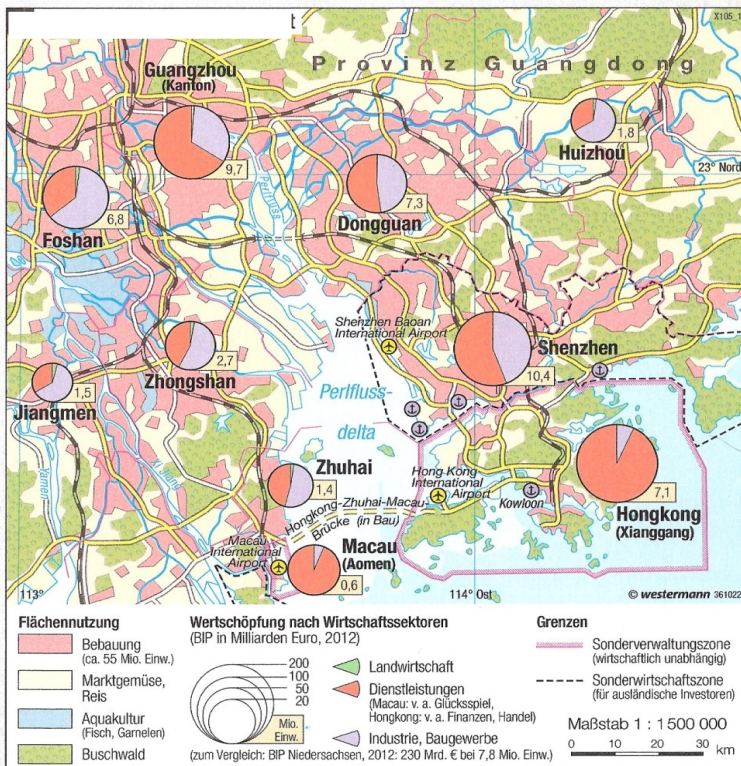 t
X105_1
Guangzhou
(Kanton)
Provinz Guangdong
9,7
1,8
Huizhou
23° Nord
Perlfluss
7,3
Dongguan
6,8
Foshan
Shenzhen Baoan
International Airport
Shenzhen
10,4
2,7
Zhongshan
1,5
Jiangmen
Perlfluss-
delta
Zhuhai
1,4
Hong Kong
International
Airport
Kowloon
7,1
Hongkong
(Xianggang)
Hongkong-Zhuhai-Macau-
Brücke (in Bau)
Macau
International
Airport
Macau
(Aomen)
0,6
113°
114° Ost
© westermann 361022
Flächennutzung
Bebauung
(ca. 55 Mio. Einw.)
Marktgemüse,
Reis
Aquakultur
(Fisch, Garnelen)
Buschwald
Wertschöpfung nach Wirtschaftssektoren
(BIP in Milliarden Euro, 2012)
200
100
50
20
Mio.
Einw.
Landwirtschaft
Dienstleistungen
(Macau: v. a. Glücksspiel,
Hongkong: v. a. Finanzen, Handel)
Industrie, Baugewerbe
(zum Vergleich: BIP Niedersachsen, 2012: 230 Mrd. € bei 7,8 Mio. Einw.)
Grenzen
Sonderverwaltungszone
(wirtschaftlich unabhängig)
Sonderwirtschaftszone
(für ausländische Investoren)
Maßstab 1 : 1 500 000
0 10 20 30 km